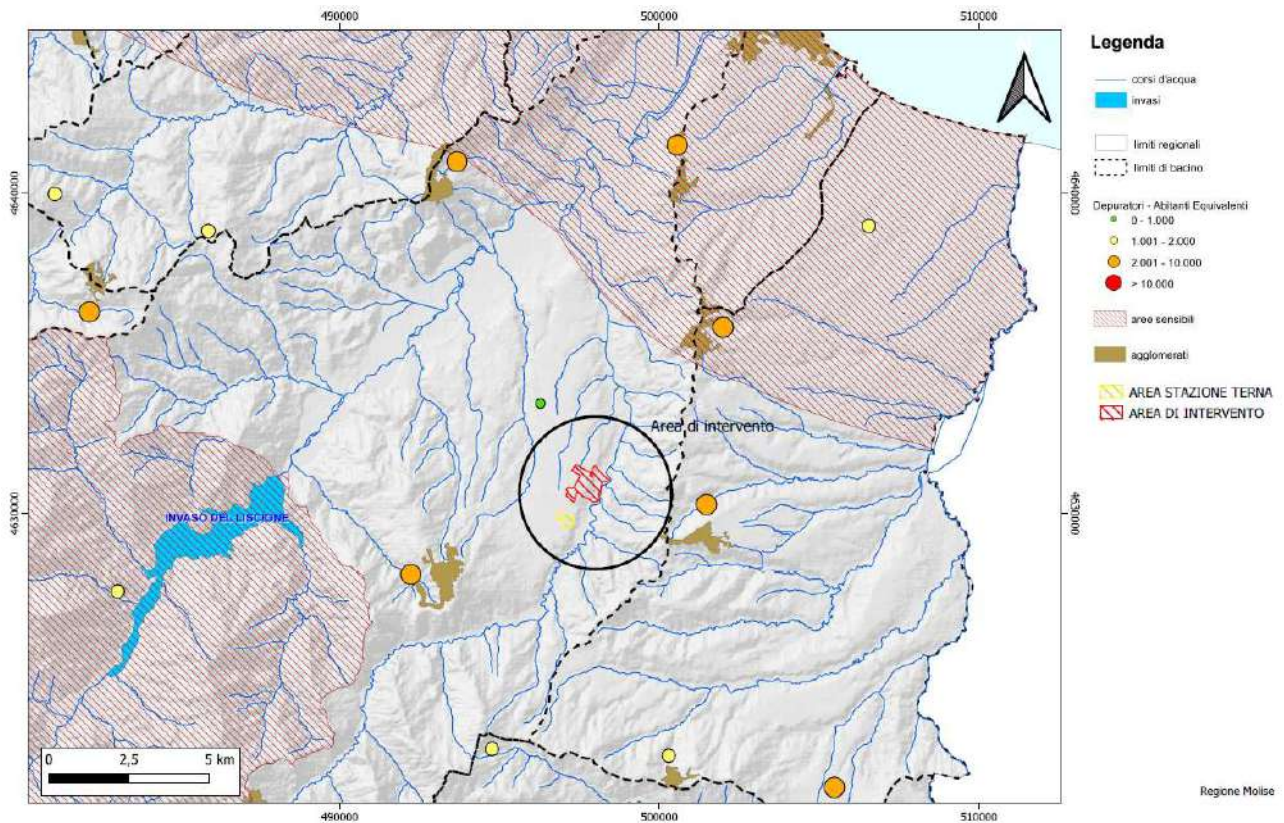 490000
500000
510000
4640000
4630000
4640000
4630000
Area di intervento
INVASO DEL LISCIONE
0
2,5
5 km
490000
500000
510000
Legenda
corsi d'acqua
invasi
limiti regionali
limiti di bacino
Depuratori - Abitanti Equivalenti
0 - 1.000
1.001 - 2.000
2.001 - 10.000
> 10.000
aree sensibili
agglomerati
AREA STAZIONE TERNA
AREA DI INTERVENTO
Regione Molise